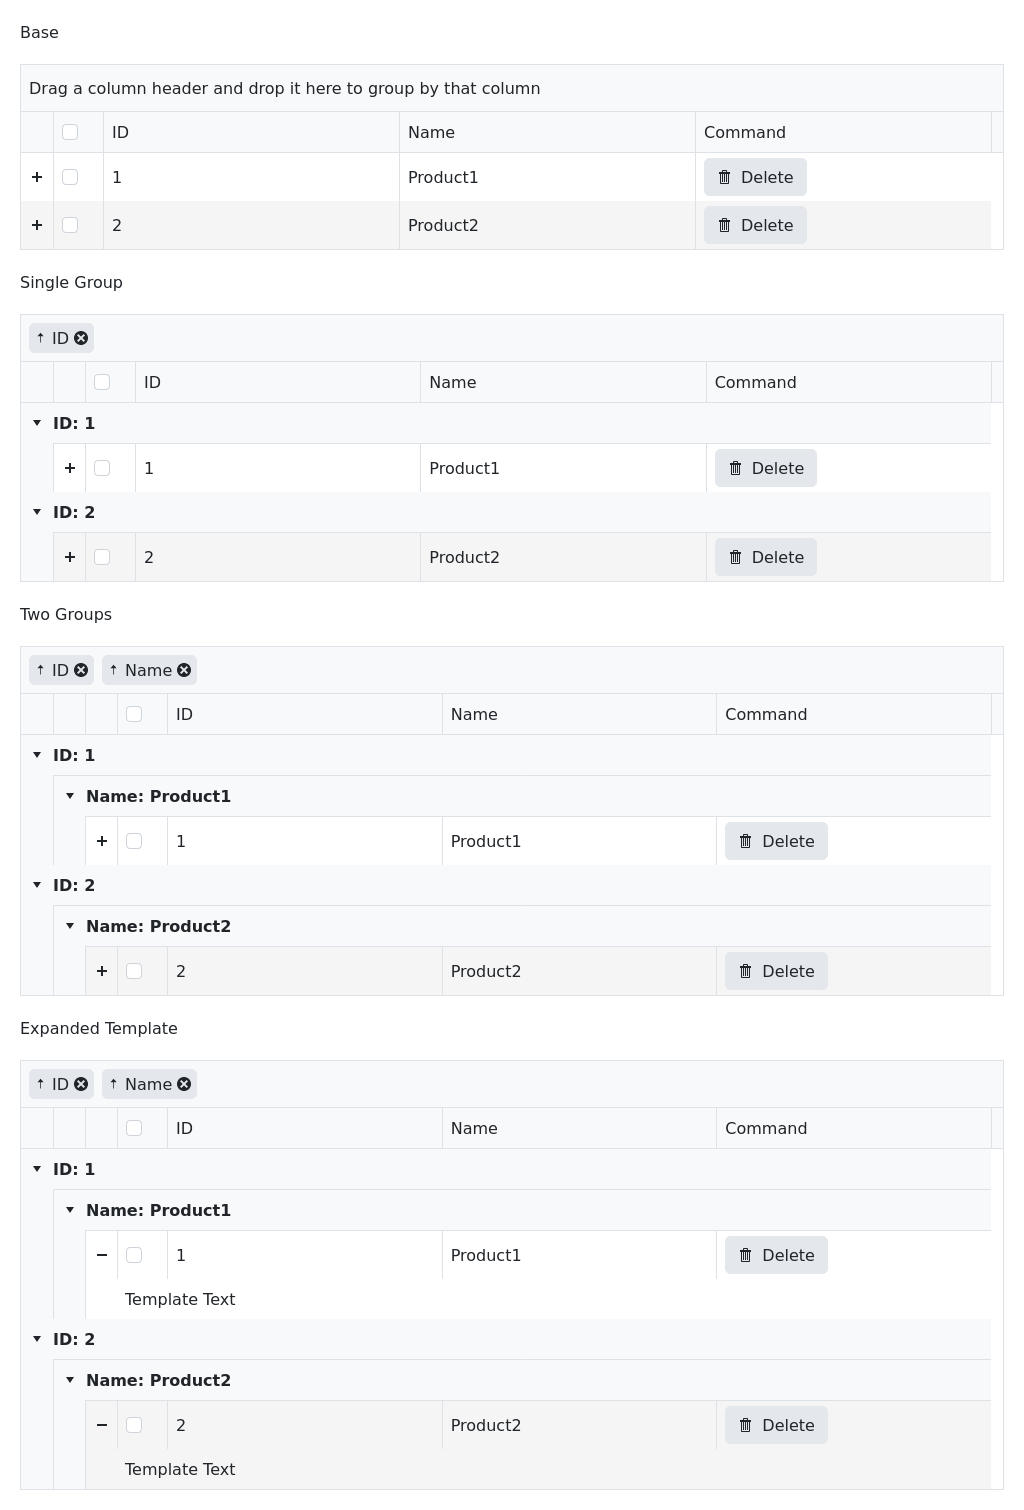 Base
Drag a column header and drop it here to group by that column
ID Name Command
1 Product1 Delete
2 Product2 Delete
Single Group
ID
ID Name Command
ID: 1
1 Product1 Delete
ID: 2
2 Product2 Delete
Two Groups
ID Name
ID Name Command
ID: 1
Name: Product1
1 Product1 Delete
ID: 2
Name: Product2
2 Product2 Delete
Expanded Template
ID Name
ID Name Command
ID: 1
Name: Product1
1 Product1 Delete
Template Text
ID: 2
Name: Product2
2 Product2 Delete
Template Text